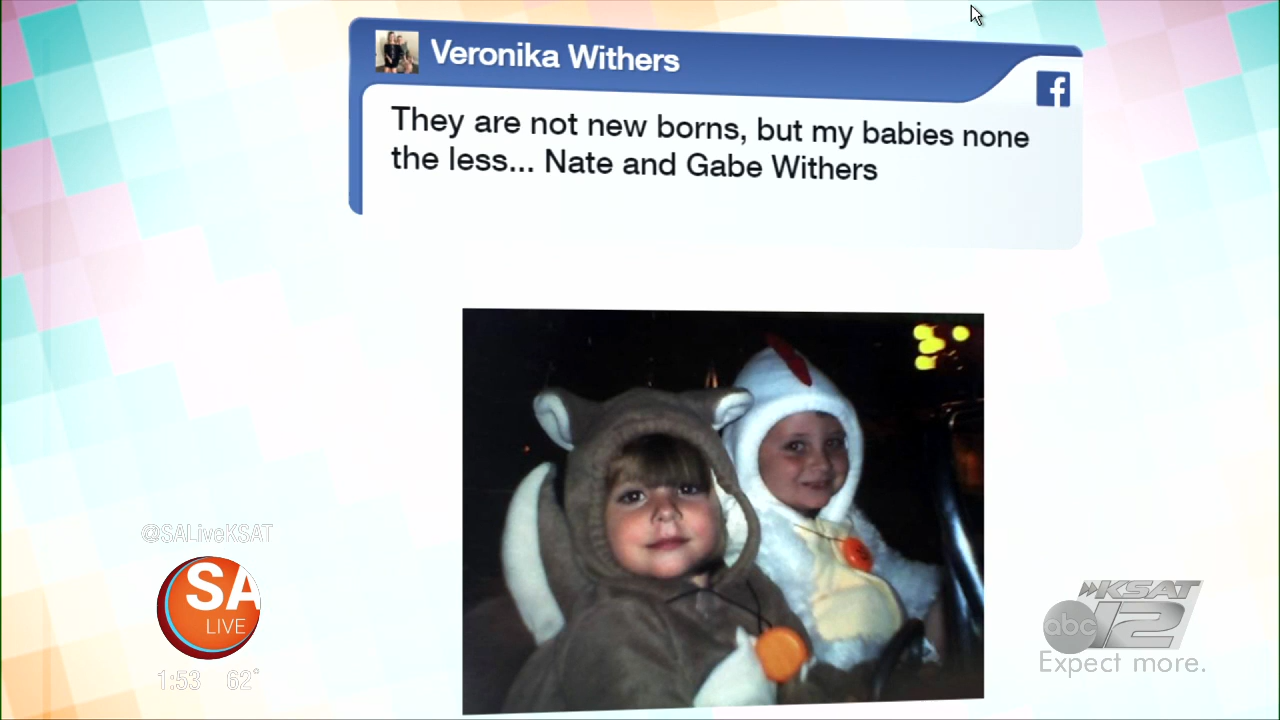 Veronika Withers
They are not new borns, but my babies none
the less... Nate and Gabe Withers
@SALiveKSAT
SA
LIVE
1:53 62°
KSAT
abc 12
Expect more.